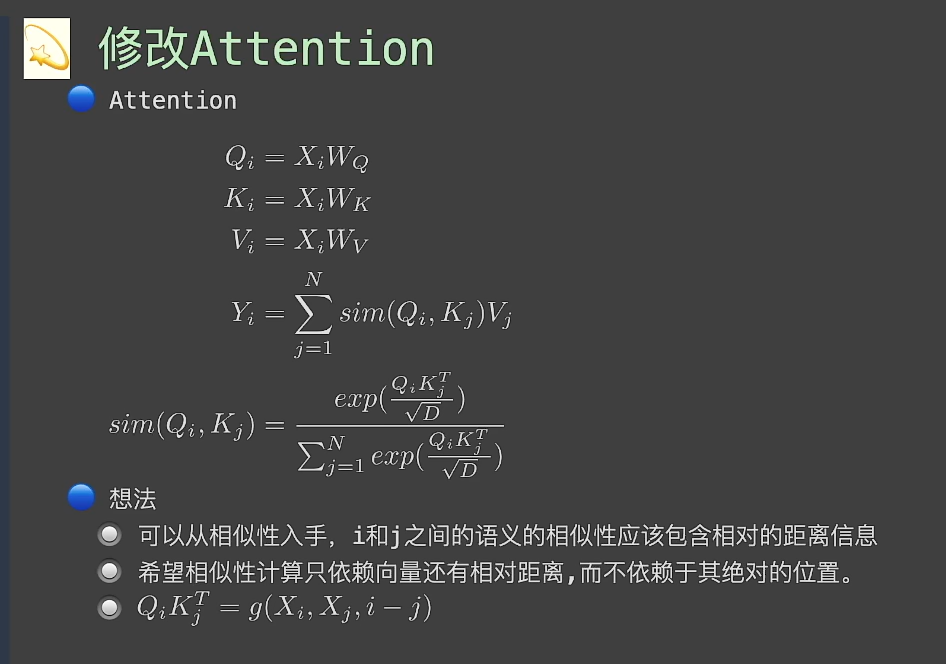 修改Attention
Attention
Q_i = X_i W_Q
K_i = X_i W_K
V_i = X_i W_V
Y_i = \sum_{j=1}^{N} sim(Q_i, K_j)V_j
sim(Q_i, K_j) = \frac{exp(\frac{Q_i K_j^T}{\sqrt{D}})}{\sum_{j=1}^{N} exp(\frac{Q_i K_j^T}{\sqrt{D}})}
想法
可以从相似性入手，i和j之间的语义的相似性应该包含相对的距离信息
希望相似性计算只依赖向量还有相对距离,而不依赖于其绝对的位置。
Q_i K_j^T = g(X_i, X_j, i − j)